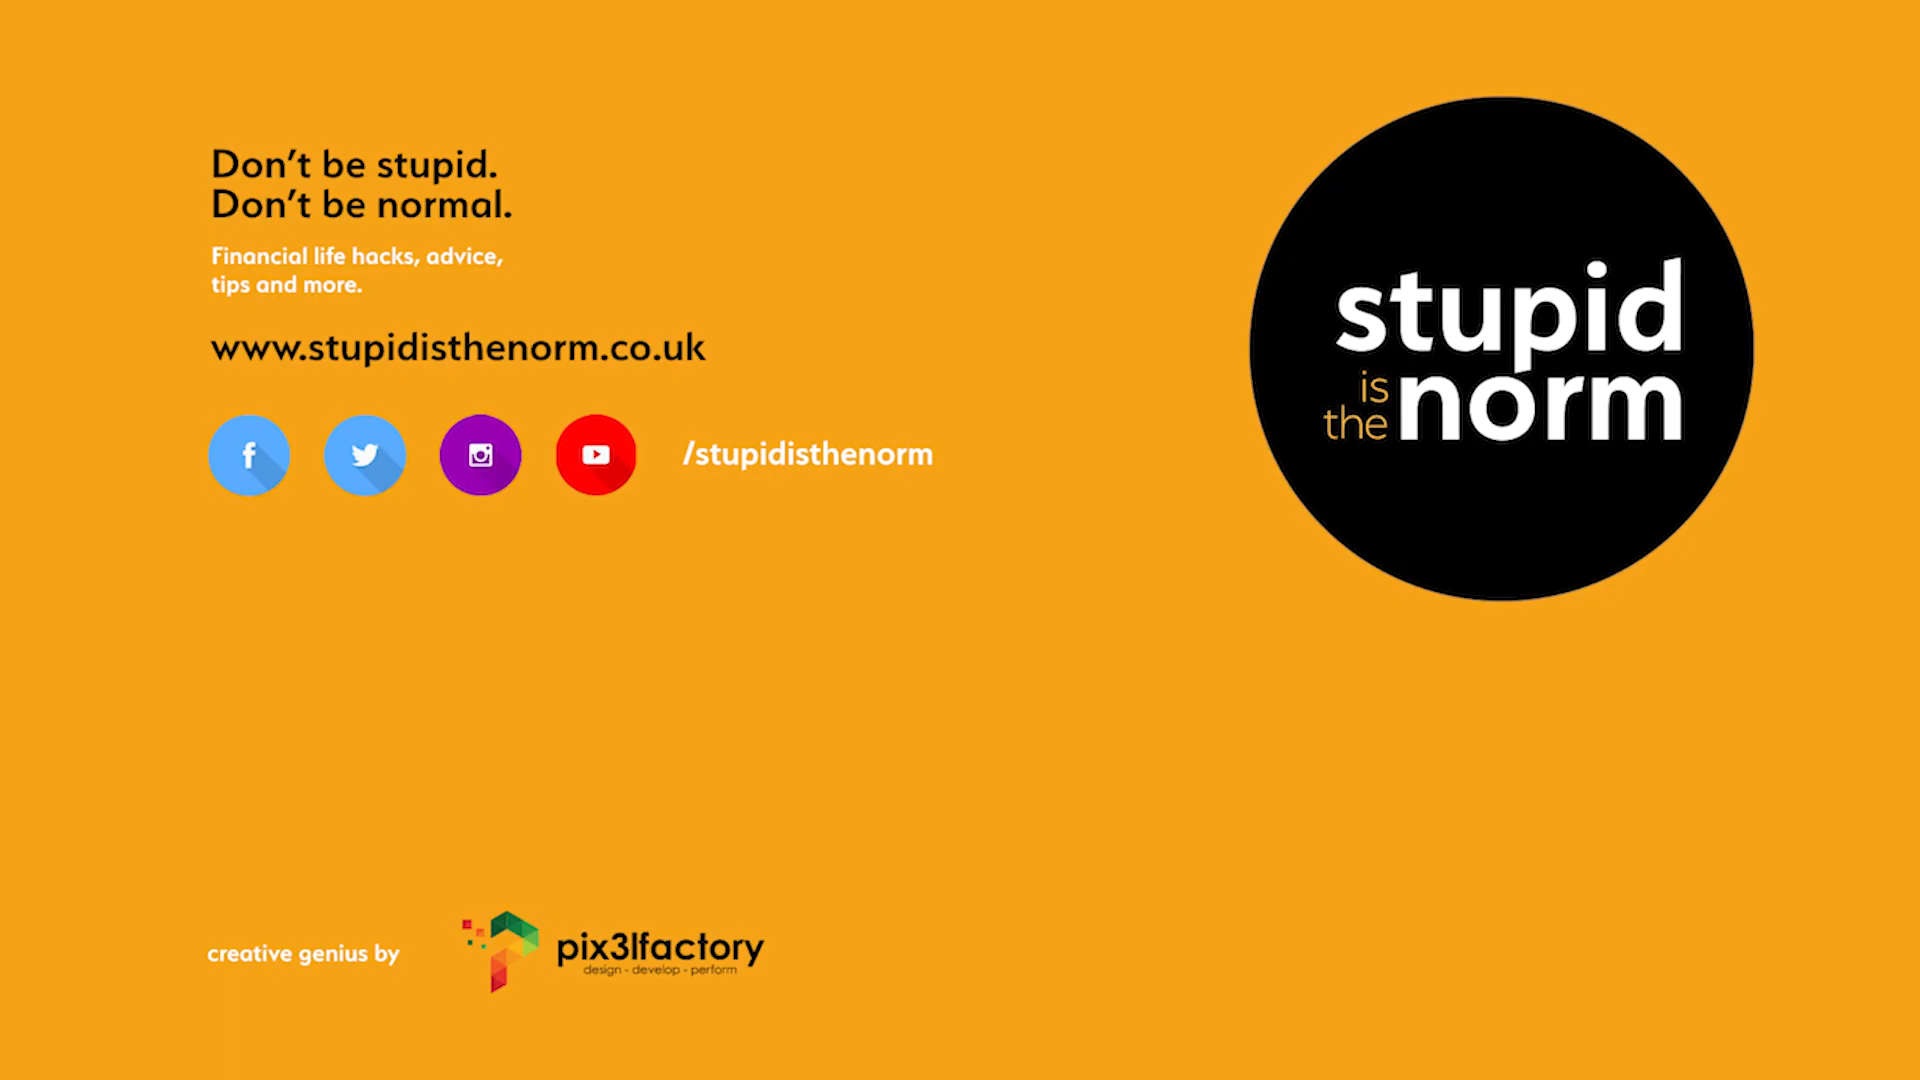 Don't be stupid.
Don't be normal.
Financial life hacks, advice,
tips and more.
www.stupidisthenorm.co.uk
/stupidisthenorm
stupid
is
the norm
creative genius by
pix3lfactory
design - develop - perform